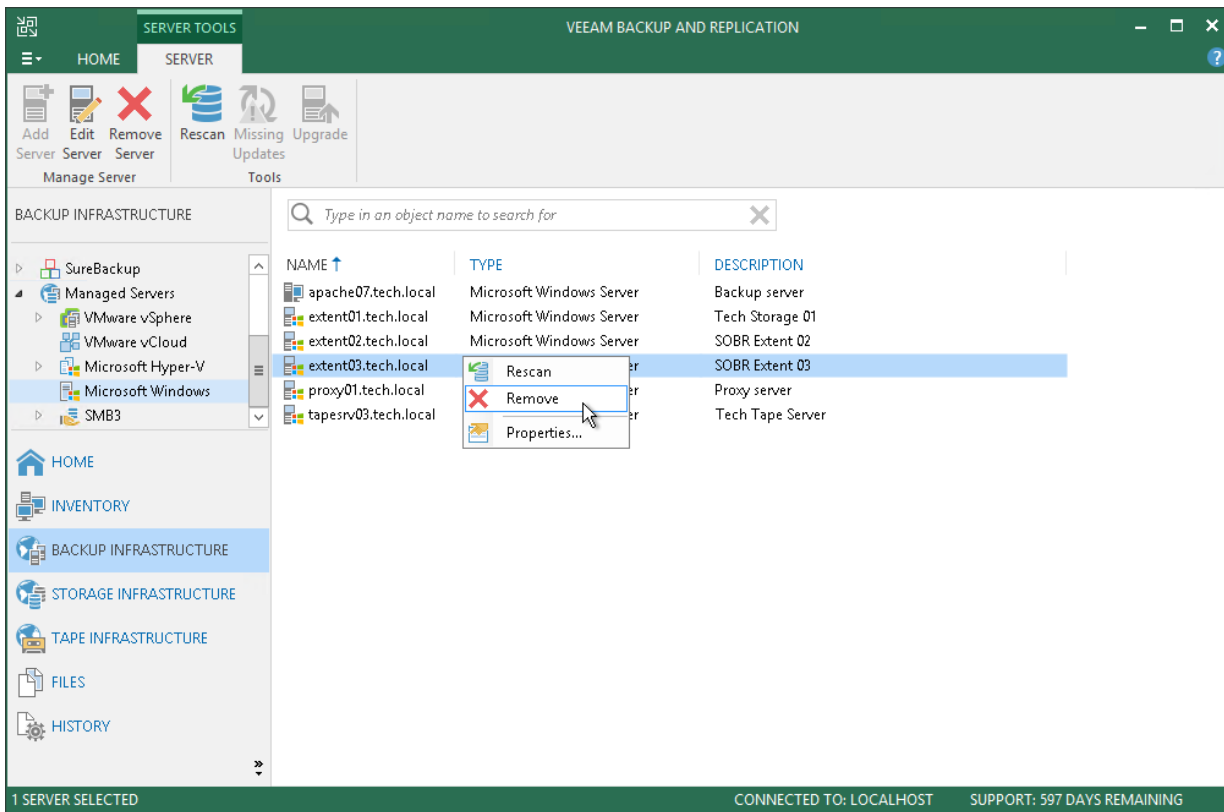 SERVER TOOLS
VEEAM BACKUP AND REPLICATION
HOME
SERVER
?
Add Server
Edit Server
Remove Server
Rescan
Missing Updates
Upgrade
Manage Server
Tools
BACKUP INFRASTRUCTURE
Type in an object name to search for
SureBackup
Managed Servers
VMware vSphere
VMware vCloud
Microsoft Hyper-V
Microsoft Windows
SMB3
NAME TYPE DESCRIPTION
apache07.tech.local Microsoft Windows Server Backup server
extent01.tech.local Microsoft Windows Server Tech Storage 01
extent02.tech.local Microsoft Windows Server SOBR Extent 02
extent03.tech.local er SOBR Extent 03
proxy01.tech.local er Proxy server
tapesrv03.tech.local er Tech Tape Server
Rescan
Remove
Properties...
HOME
INVENTORY
BACKUP INFRASTRUCTURE
STORAGE INFRASTRUCTURE
TAPE INFRASTRUCTURE
FILES
HISTORY
1 SERVER SELECTED
CONNECTED TO: LOCALHOST
SUPPORT: 597 DAYS REMAINING